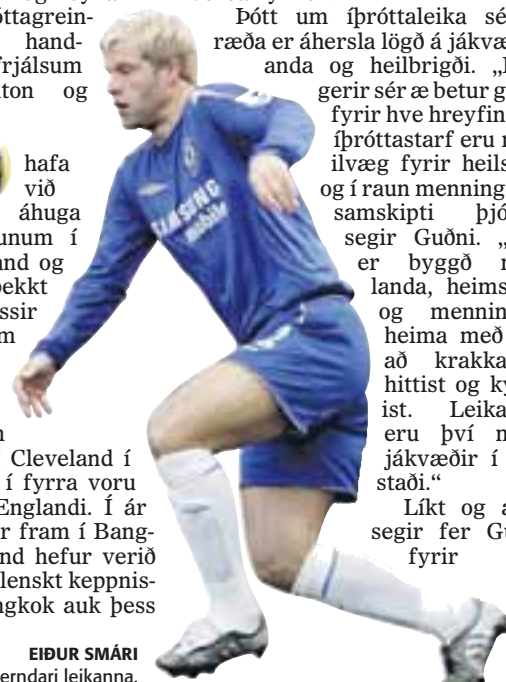 óttagrein-
hand-
frjálsum
ton og
hafa
við
áhuga
unum í
and og
þekkt
ssir
m
n
Cleveland í
í fyrra voru
Englandi. Í ár
r fram í Bang-
nd hefur verið
lenskt keppnis-
ngkok auk þess
EIÐUR SMÁRI
erndari leikanna.
SAMSUNG
mobile
Þótt um íþróttaleika sé
ræða er áhersla lögð á jákvæ
anda og heilbrigði.
gerir sér æ betur g
fyrir hve hreyfin
íþróttastarf eru
ilvæg fyrir heils
og í raun menning
samskipti þjó
segir Guðni. „
er byggð
landa, heims
og mennin
heima með
að krakka
hittist og ky
ist. Leika
eru því
jákvæðir í
staði.“
Líkt og á
segir fer Gu
fyrir